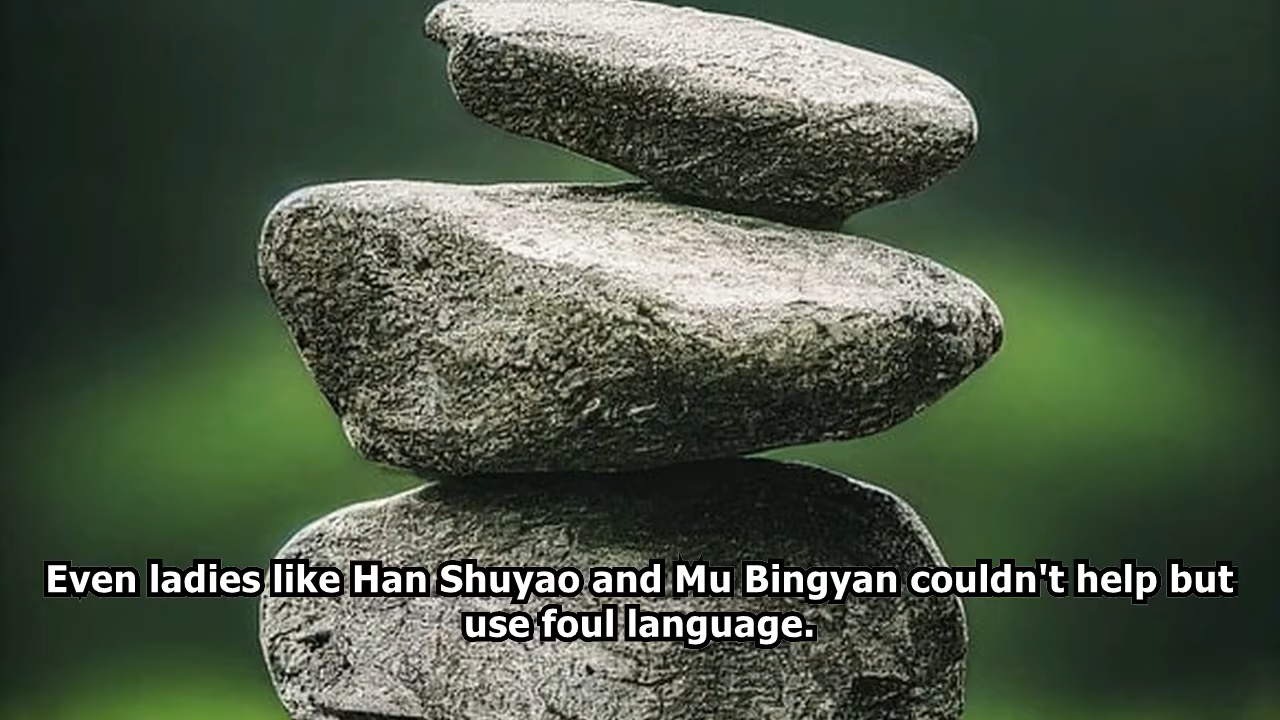 Even ladies like Han Shuyao and Mu Bingyan couldn't help but
use foul language.